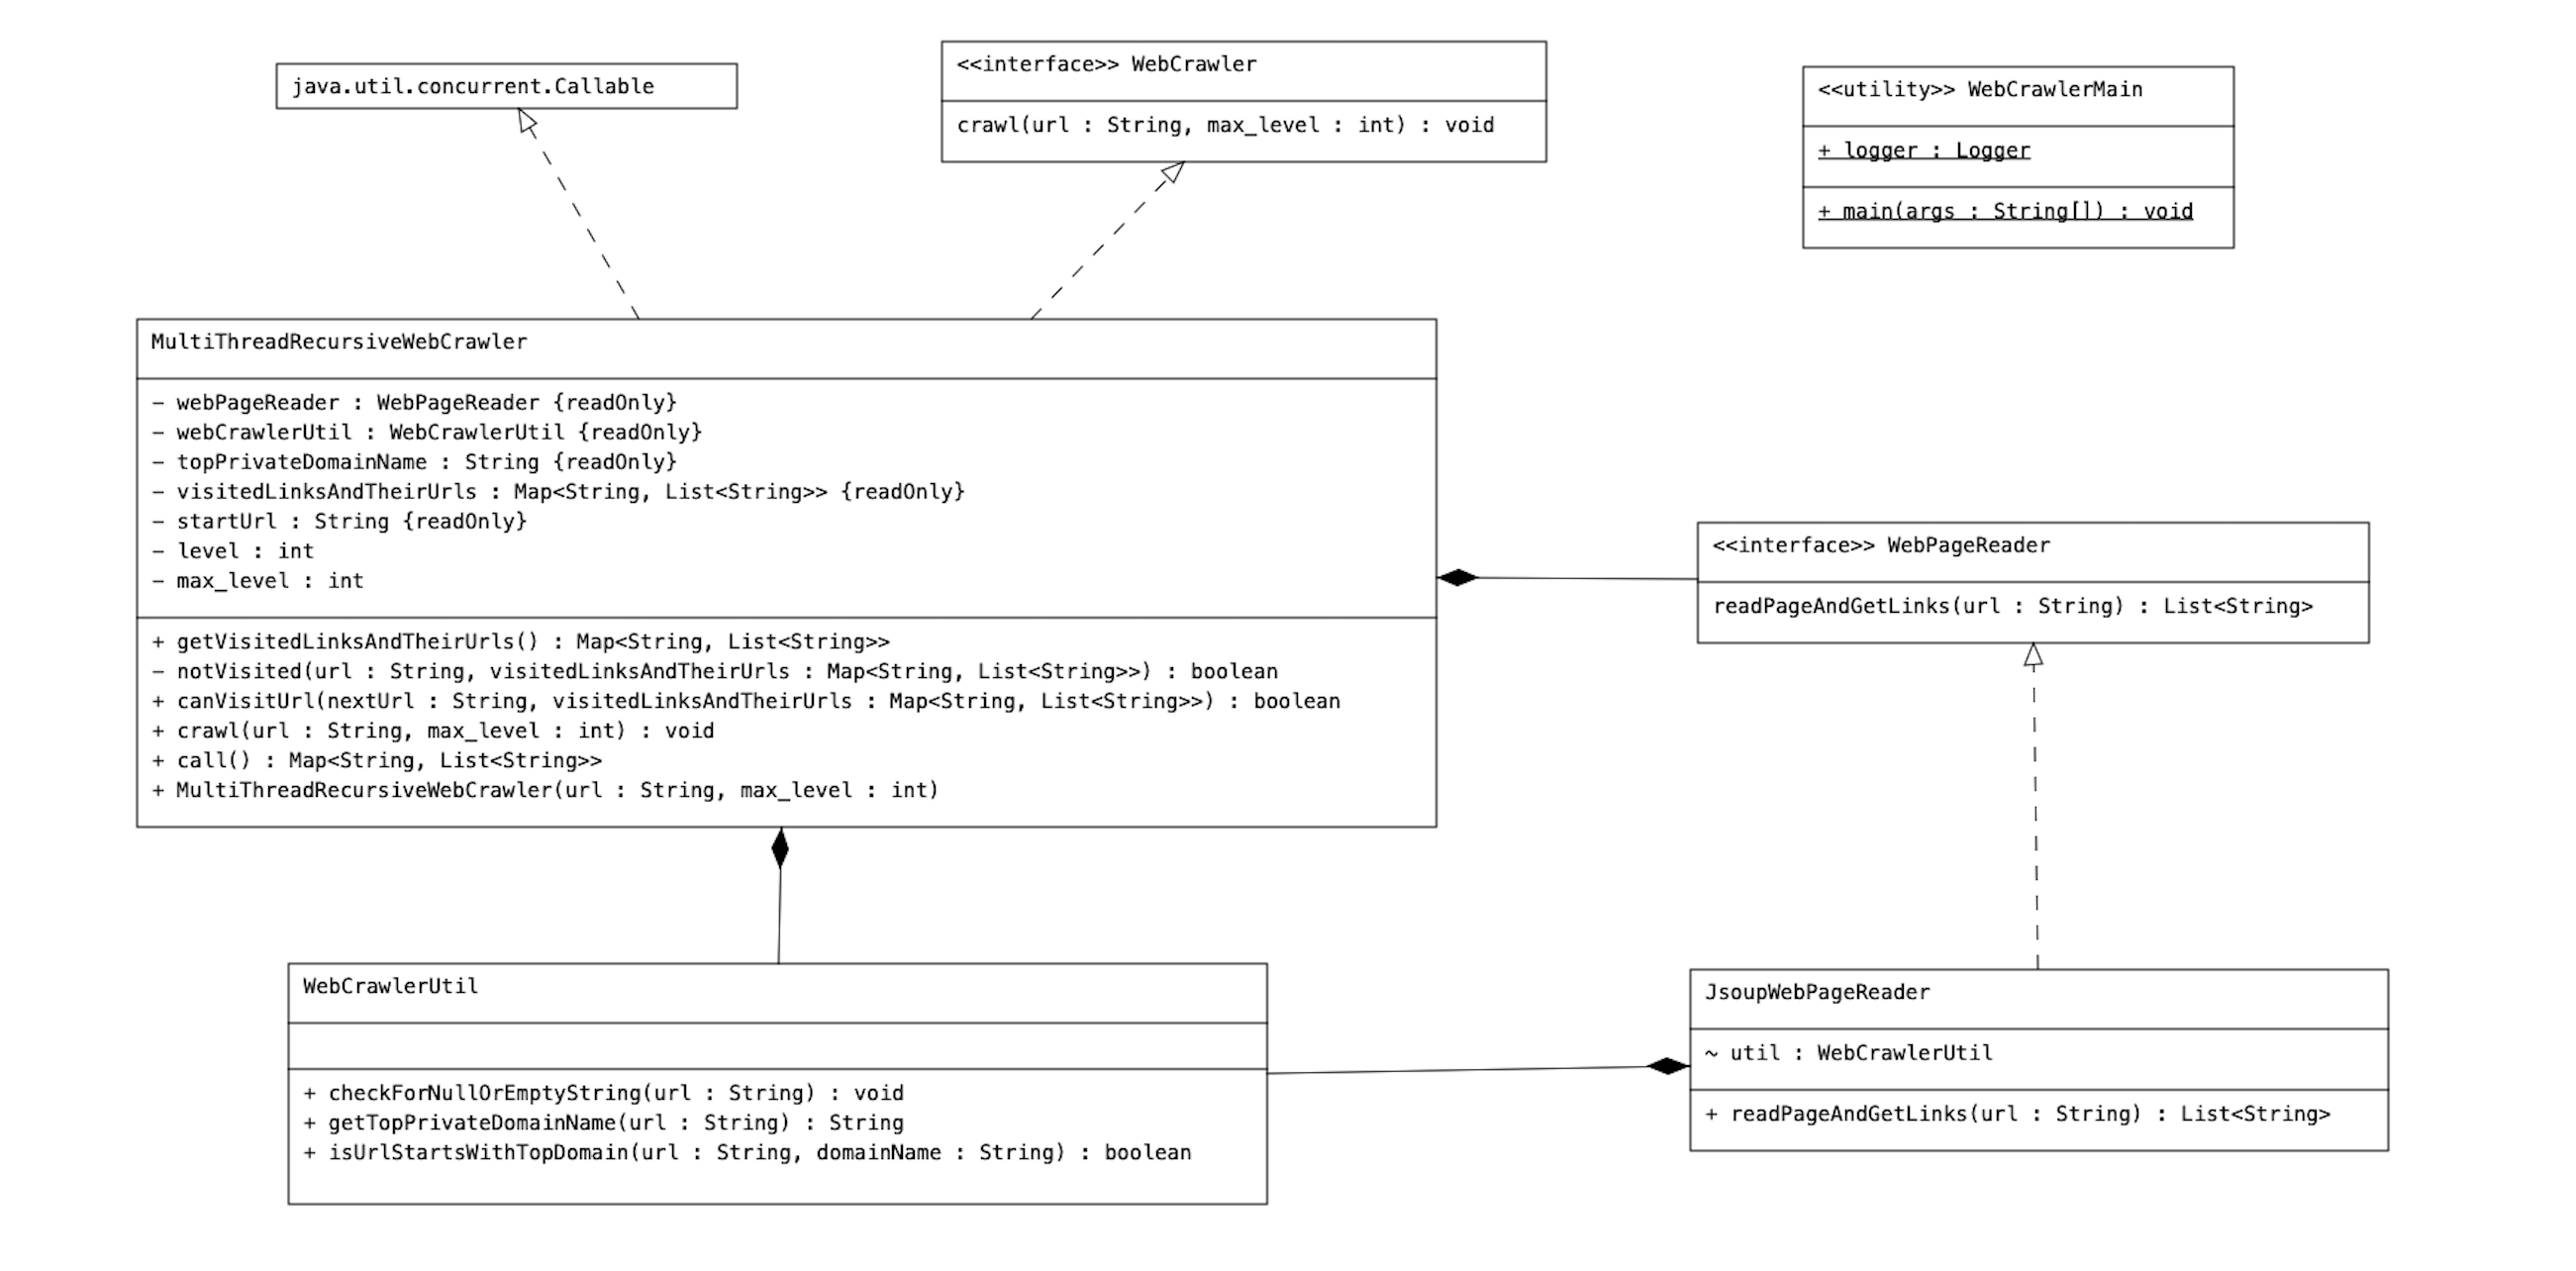 java.util.concurrent.Callable
<<interface>> WebCrawler
crawl(url : String, max_level : int) : void
<<utility>> WebCrawlerMain
+ logger : Logger
+ main(args : String[]) : void
MultiThreadRecursiveWebCrawler
− webPageReader : WebPageReader {readOnly}
− webCrawlerUtil : WebCrawlerUtil {readOnly}
− topPrivateDomainName : String {readOnly}
− visitedLinksAndTheirUrls : Map<String, List<String>> {readOnly}
− startUrl : String {readOnly}
− level : int
− max_level : int
+ getVisitedLinksAndTheirUrls() : Map<String, List<String>>
− notVisited(url : String, visitedLinksAndTheirUrls : Map<String, List<String>>) : boolean
+ canVisitUrl(nextUrl : String, visitedLinksAndTheirUrls : Map<String, List<String>>) : boolean
+ crawl(url : String, max_level : int) : void
+ call() : Map<String, List<String>>
+ MultiThreadRecursiveWebCrawler(url : String, max_level : int)
<<interface>> WebPageReader
readPageAndGetLinks(url : String) : List<String>
WebCrawlerUtil
+ checkForNullOrEmptyString(url : String) : void
+ getTopPrivateDomainName(url : String) : String
+ isUrlStartsWithTopDomain(url : String, domainName : String) : boolean
JsoupWebPageReader
~ util : WebCrawlerUtil
+ readPageAndGetLinks(url : String) : List<String>